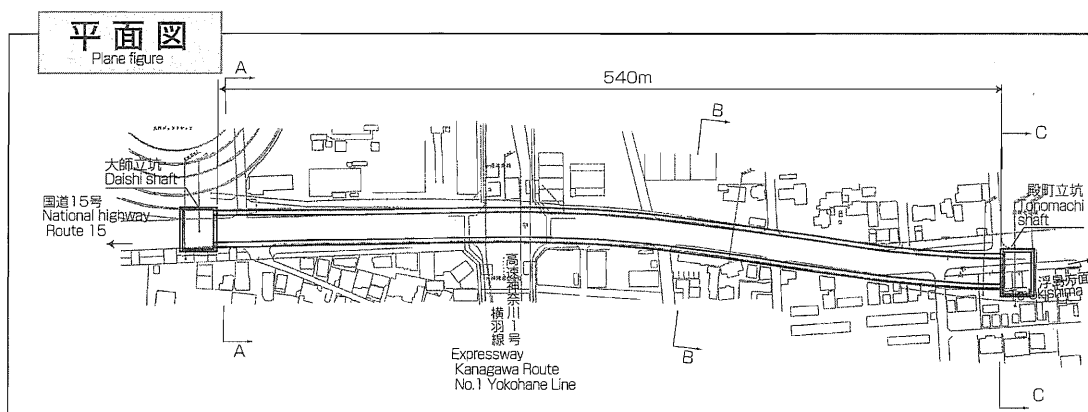 平面図
Plane figure
A
540m
B
C
大師立坑
Daishi shaft
国道15号
National highway
Route 15
殿町立坑
Tonomachi
shaft
浮島方面
To Ukishima
高速神奈川1号
横羽線
Expressway
Kanagawa Route
No.1 Yokohane Line
A
B
C